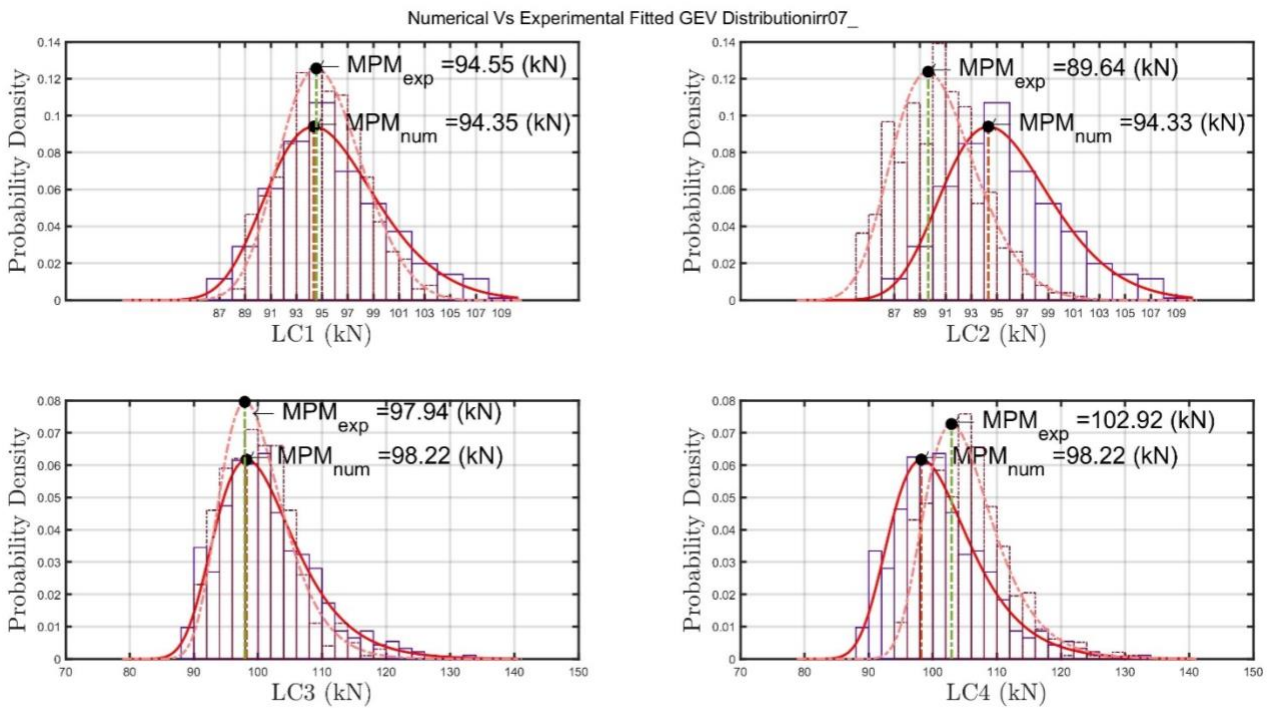 Numerical Vs Experimental Fitted GEV Distributionirr07_
MPM_exp =94.55 (kN)
MPM_num =94.35 (kN)
Probability Density
0.14
0.12
0.1
0.08
0.06
0.04
0.02
0
87 89 91 93 95 97 99 101 103 105 107 109
LC1 (kN)
MPM_exp =89.64 (kN)
MPM_num =94.33 (kN)
Probability Density
0.14
0.12
0.1
0.08
0.06
0.04
0.02
0
87 89 91 93 95 97 99 101 103 105 107 109
LC2 (kN)
MPM_exp =97.94 (kN)
MPM_num =98.22 (kN)
Probability Density
0.08
0.07
0.06
0.05
0.04
0.03
0.02
0.01
0
70 80 90 100 110 120 130 140 150
LC3 (kN)
MPM_exp =102.92 (kN)
MPM_num =98.22 (kN)
Probability Density
0.08
0.07
0.06
0.05
0.04
0.03
0.02
0.01
0
70 80 90 100 110 120 130 140 150
LC4 (kN)